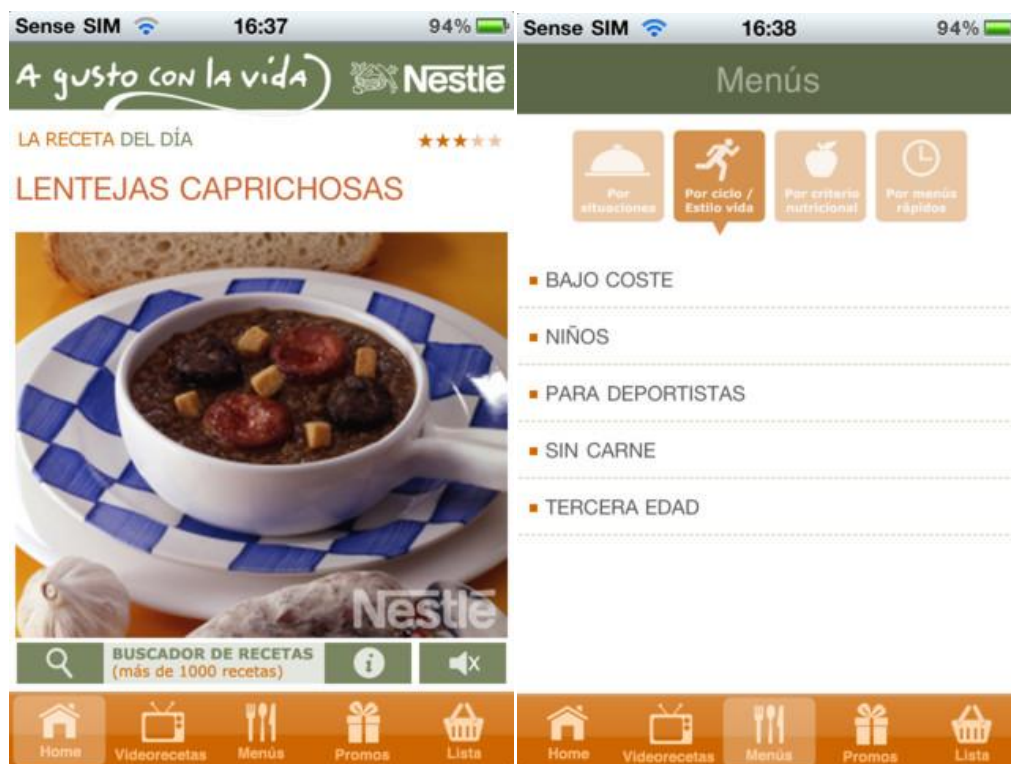 Sense SIM 16:37 94%
A gusto con la vida Nestlé
LA RECETA DEL DÍA
LENTEJAS CAPRICHOSAS
Nestlé
BUSCADOR DE RECETAS
(más de 1000 recetas)
Home Videorecetas Menús Promos Lista
Sense SIM 16:38 94%
Menús
Por
situaciones
Por ciclo /
Estilo vida
Por criterio
nutricional
Por menús
rápidos
BAJO COSTE
NIÑOS
PARA DEPORTISTAS
SIN CARNE
TERCERA EDAD
Home Videorecetas Menús Promos Lista